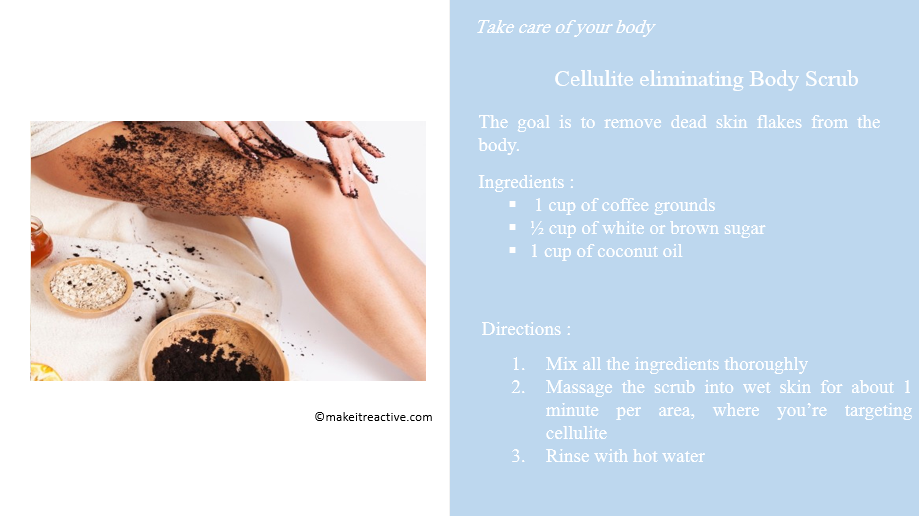 Take care of your body
Cellulite eliminating Body Scrub
The goal is to remove dead skin flakes from the
body.
Ingredients :
▪ 1 cup of coffee grounds
▪ ½ cup of white or brown sugar
▪ 1 cup of coconut oil
Directions :
1. Mix all the ingredients thoroughly
2. Massage the scrub into wet skin for about 1
minute per area, where you’re targeting
cellulite
3. Rinse with hot water
©makeitreactive.com